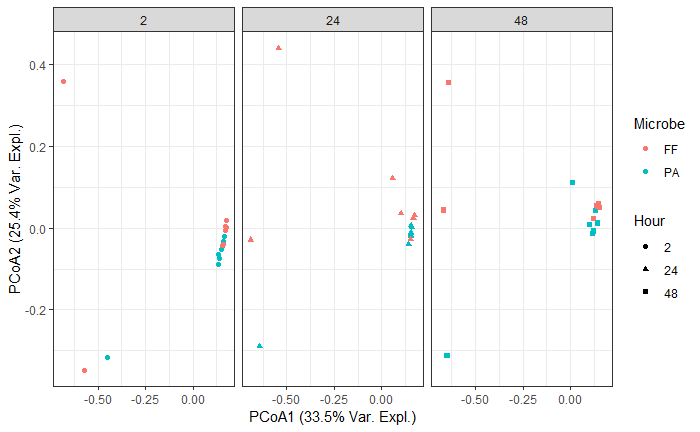 2 24 48
PCoA2 (25.4% Var. Expl.)
0.4
0.2
0.0
-0.2
-0.50 -0.25 0.00 -0.50 -0.25 0.00 -0.50 -0.25 0.00
PCoA1 (33.5% Var. Expl.)
Microbe
FF
PA
Hour
2
24
48